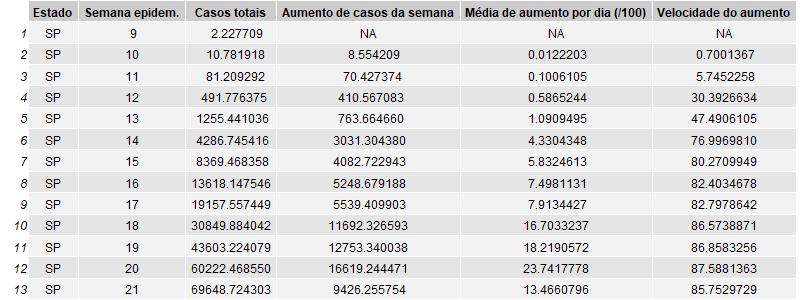 Estado Semana epidem. Casos totais Aumento de casos da semana Média de aumento por dia (/100) Velocidade do aumento
1 SP 9 2.227709 NA NA NA
2 SP 10 10.781918 8.554209 0.0122203 0.7001367
3 SP 11 81.209292 70.427374 0.1006105 5.7452258
4 SP 12 491.776375 410.567083 0.5865244 30.3926634
5 SP 13 1255.441036 763.664660 1.0909495 47.4906105
6 SP 14 4286.745416 3031.304380 4.3304348 76.9969810
7 SP 15 8369.468358 4082.722943 5.8324613 80.2709949
8 SP 16 13618.147546 5248.679188 7.4981131 82.4034678
9 SP 17 19157.557449 5539.409903 7.9134427 82.7978642
10 SP 18 30849.884042 11692.326593 16.7033237 86.5738871
11 SP 19 43603.224079 12753.340038 18.2190572 86.8583256
12 SP 20 60222.468550 16619.244471 23.7417778 87.5881363
13 SP 21 69648.724303 9426.255754 13.4660796 85.7529729